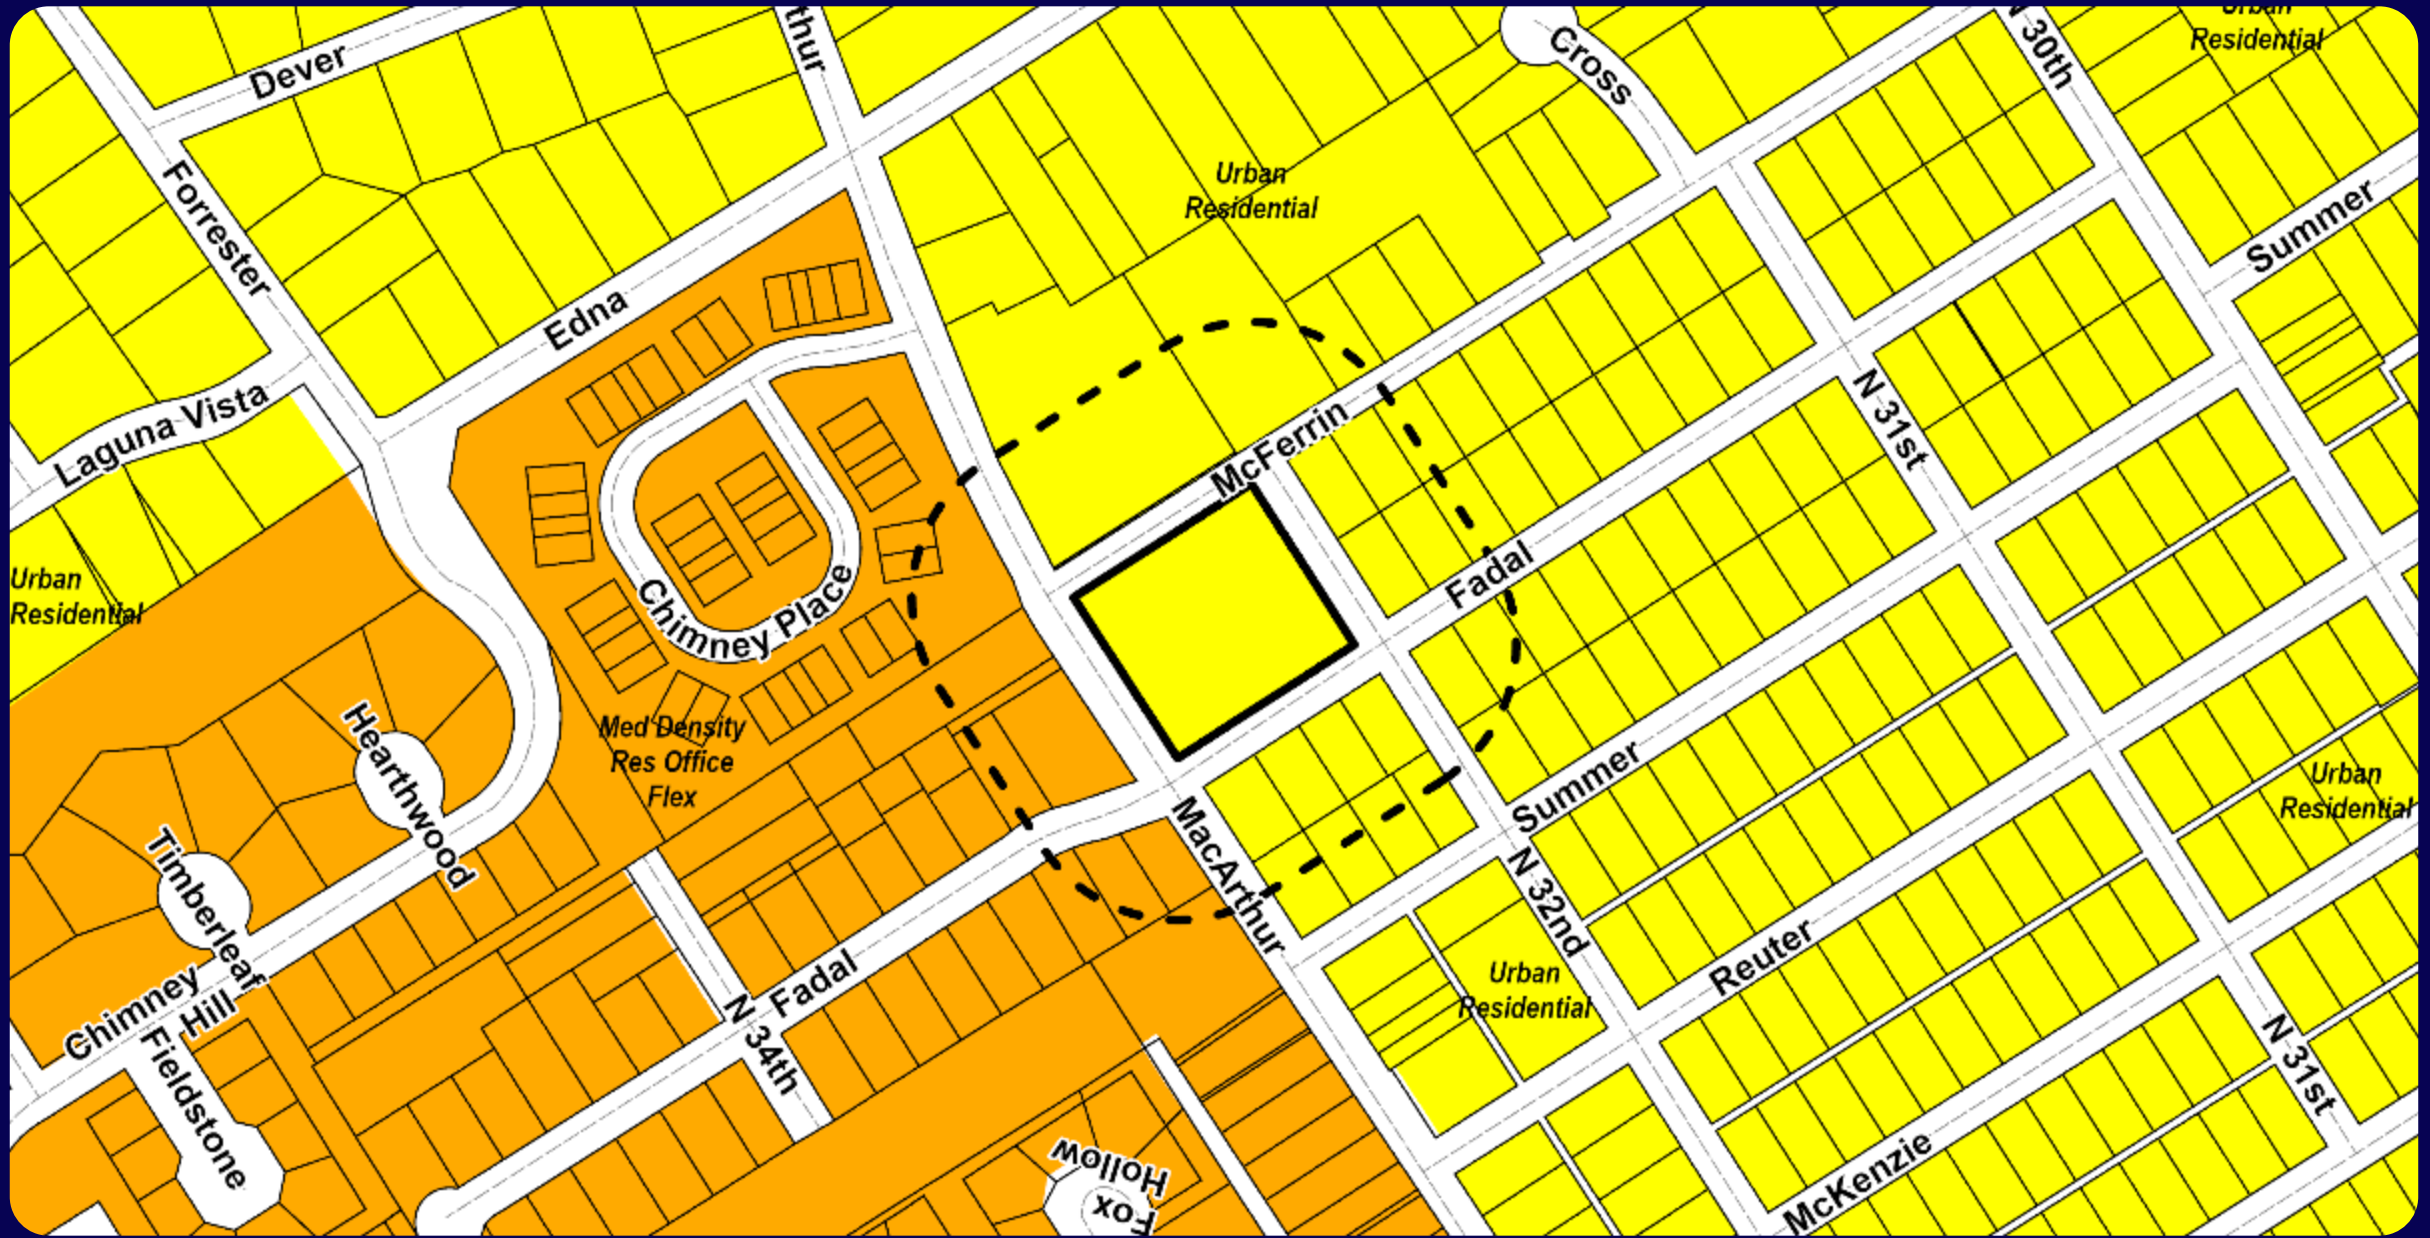 Dever
thur
Cross
N 30th
Urban
Residential
Forrester
Urban
Residential
Summer
Edna
Laguna Vista
McFerrin
N 31st
Urban
Residential
Chimney Place
Fadal
Hearthwood
Med Density
Res Office
Flex
Summer
MacArthur
Urban
Residential
Timberleaf
N 32nd
Reuter
Urban
Residential
Chimney
Hill
Fadal
N 34th
Fieldstone
N 31st
Fox
Hollow
McKenzie